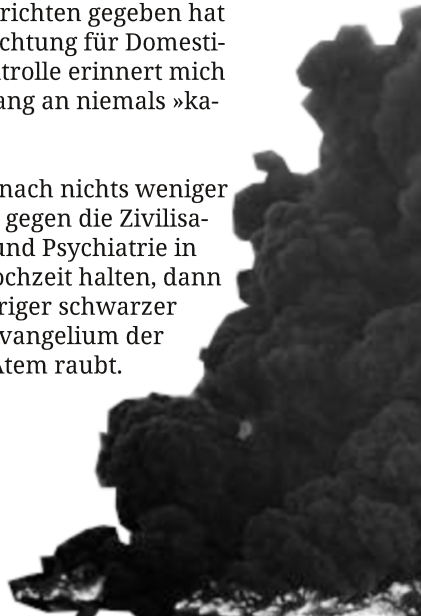 richten gegeben hat
chtung für Domesti-
trolle erinnert mich
ang an niemals »ka-
nach nichts weniger
gegen die Zivilisa-
und Psychiatrie in
ochzeit halten, dann
riger schwarzer
vangelium der
Atem raubt.